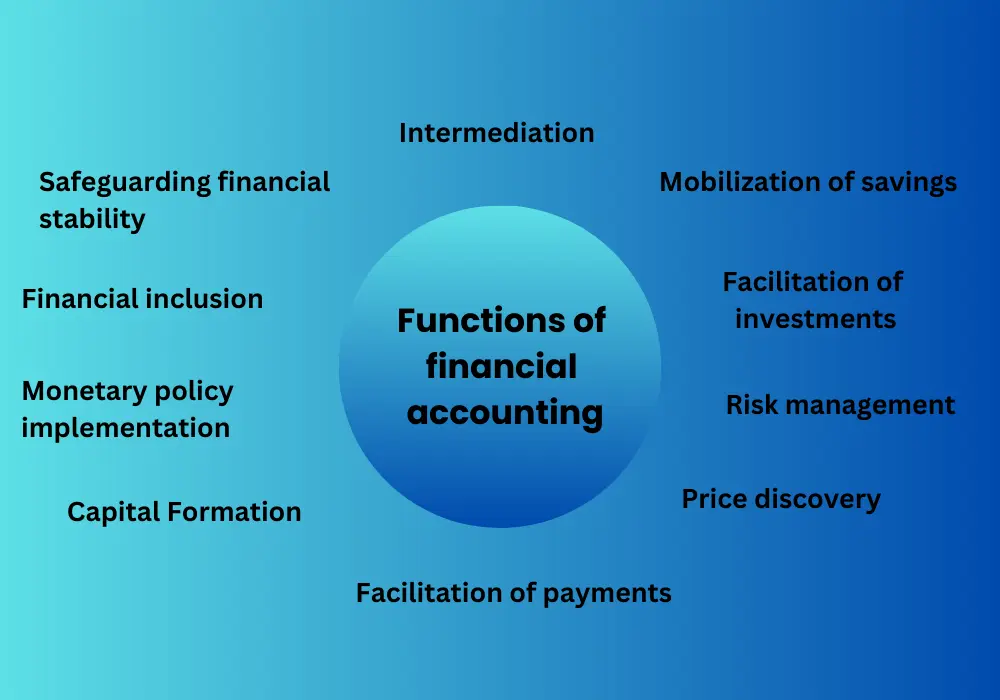 Intermediation
Safeguarding financial
stability
Mobilization of savings
Financial inclusion
Facilitation of
investments
Functions of
financial
accounting
Monetary policy
implementation
Risk management
Capital Formation
Price discovery
Facilitation of payments